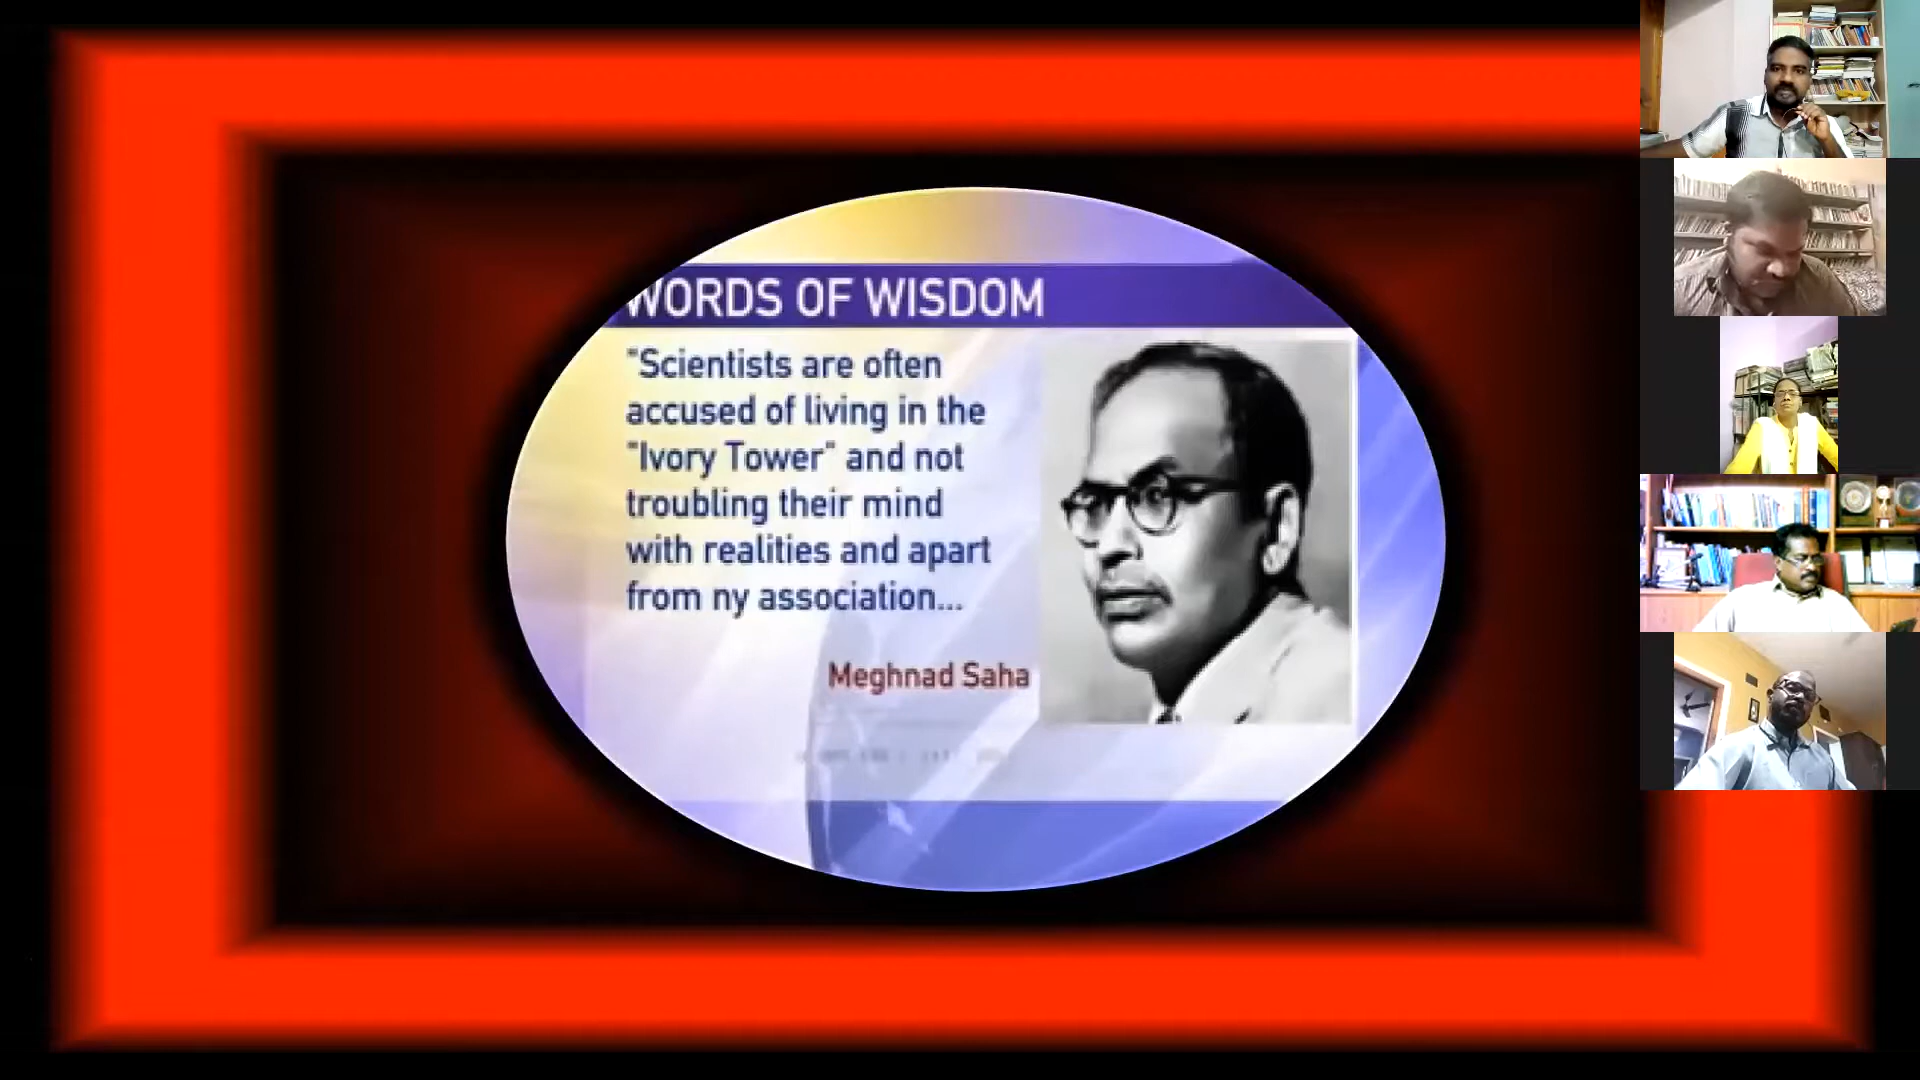 WORDS OF WISDOM
"Scientists are often
accused of living in the
"Ivory Tower" and not
troubling their mind
with realities and apart
from ny association...
Meghnad Saha